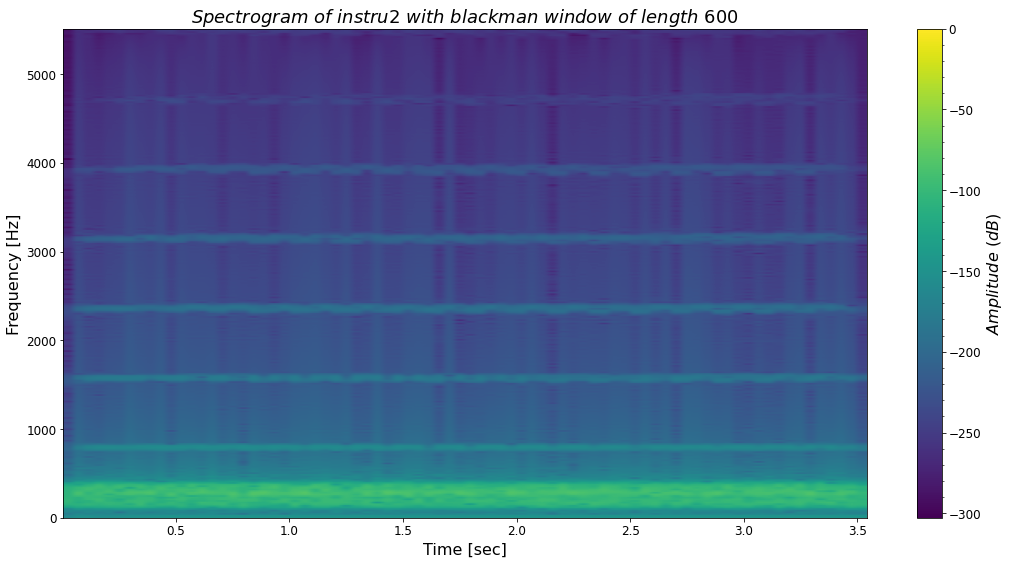 Spectrogram of instru2 with blackman window of length 600
Frequency [Hz]
5000
4000
3000
2000
1000
0
0.5 1.0 1.5 2.0 2.5 3.0 3.5
Time [sec]
0
−50
−100
−150
−200
−250
−300
Amplitude (dB)